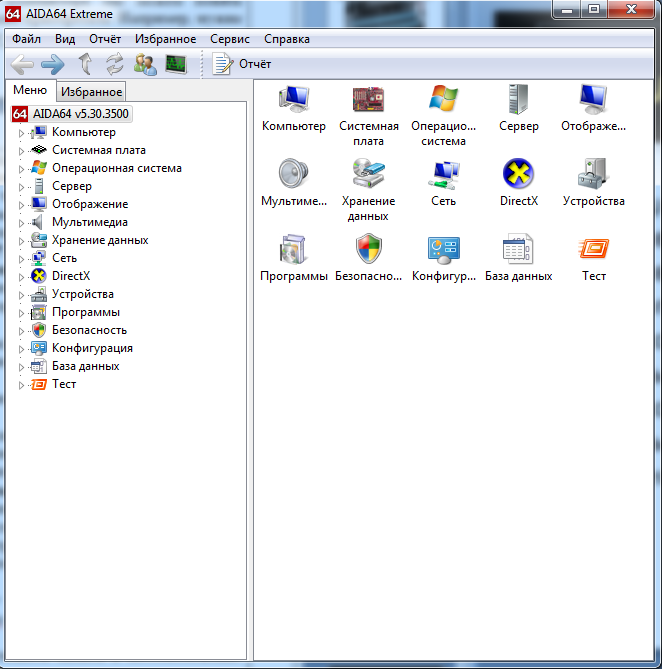 64 AIDA64 Extreme
Файл Вид Отчёт Избранное Сервис Справка
Отчёт
Меню Избранное
64 AIDA64 v5.30.3500
Компьютер
Системная плата
Операционная система
Сервер
Отображение
Мультимедиа
Хранение данных
Сеть
DirectX
Устройства
Программы
Безопасность
Конфигурация
База данных
Тест
Компьютер
Системная
плата
Операцио...
система
Сервер
Отображе...
Мультиме...
Хранение
данных
Сеть
DirectX
Устройства
Программы
Безопасно...
Конфигур...
База данных
Тест